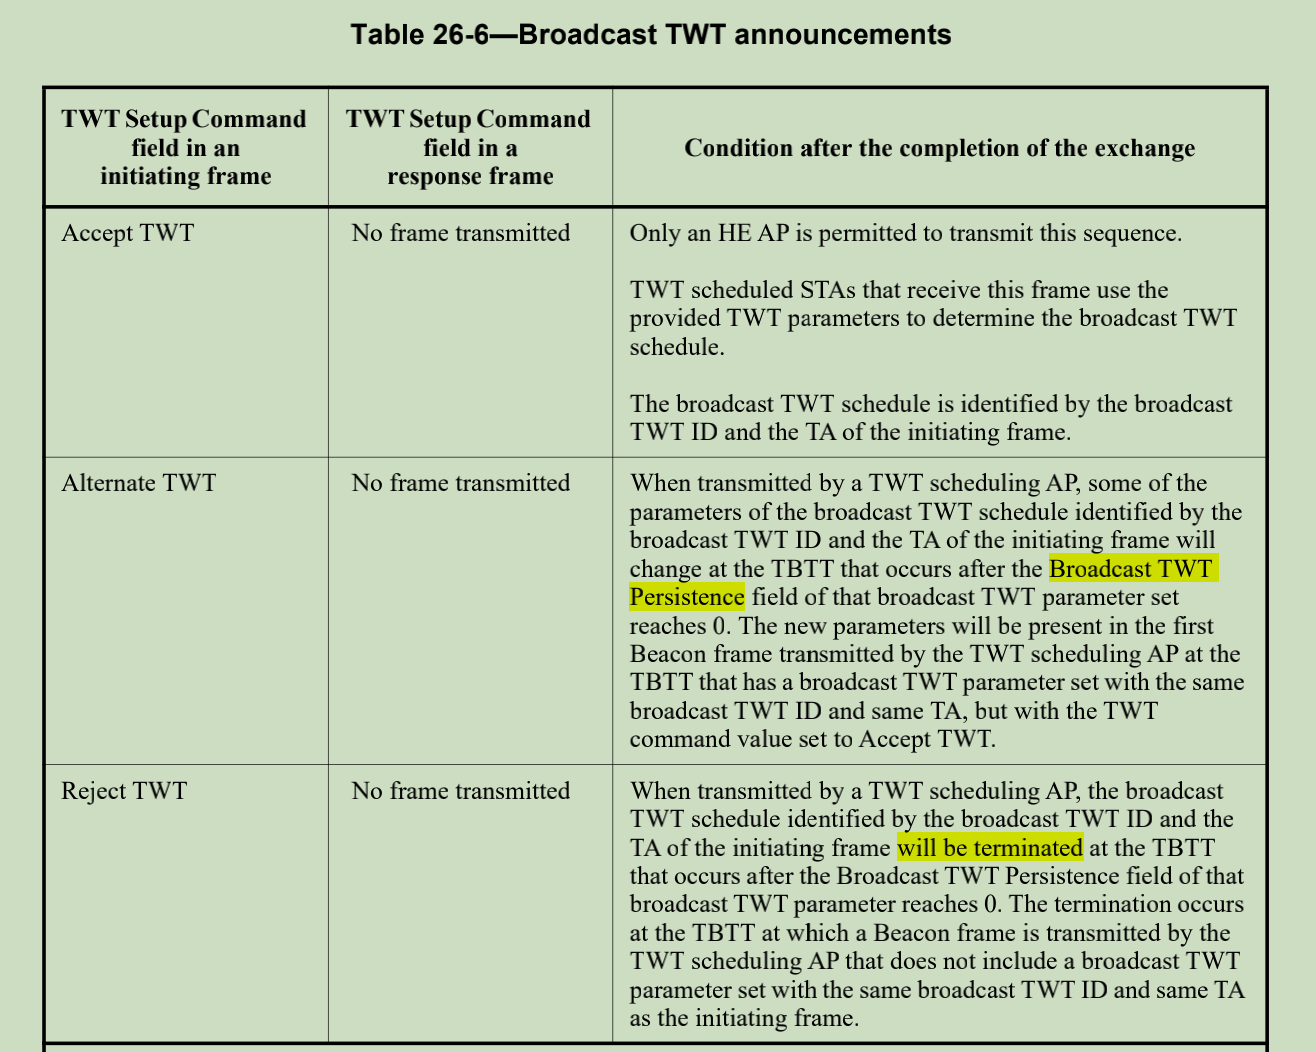 Table 26-6—Broadcast TWT announcements
TWT Setup Command
field in an
initiating frame
TWT Setup Command
field in a
response frame
Condition after the completion of the exchange
Accept TWT
No frame transmitted
Only an HE AP is permitted to transmit this sequence.
TWT scheduled STAs that receive this frame use the
provided TWT parameters to determine the broadcast TWT
schedule.
The broadcast TWT schedule is identified by the broadcast
TWT ID and the TA of the initiating frame.
Alternate TWT
No frame transmitted
When transmitted by a TWT scheduling AP, some of the
parameters of the broadcast TWT schedule identified by the
broadcast TWT ID and the TA of the initiating frame will
change at the TBTT that occurs after the Broadcast TWT
Persistence field of that broadcast TWT parameter set
reaches 0. The new parameters will be present in the first
Beacon frame transmitted by the TWT scheduling AP at the
TBTT that has a broadcast TWT parameter set with the same
broadcast TWT ID and same TA, but with the TWT
command value set to Accept TWT.
Reject TWT
No frame transmitted
When transmitted by a TWT scheduling AP, the broadcast
TWT schedule identified by the broadcast TWT ID and the
TA of the initiating frame will be terminated at the TBTT
that occurs after the Broadcast TWT Persistence field of that
broadcast TWT parameter reaches 0. The termination occurs
at the TBTT at which a Beacon frame is transmitted by the
TWT scheduling AP that does not include a broadcast TWT
parameter set with the same broadcast TWT ID and same TA
as the initiating frame.